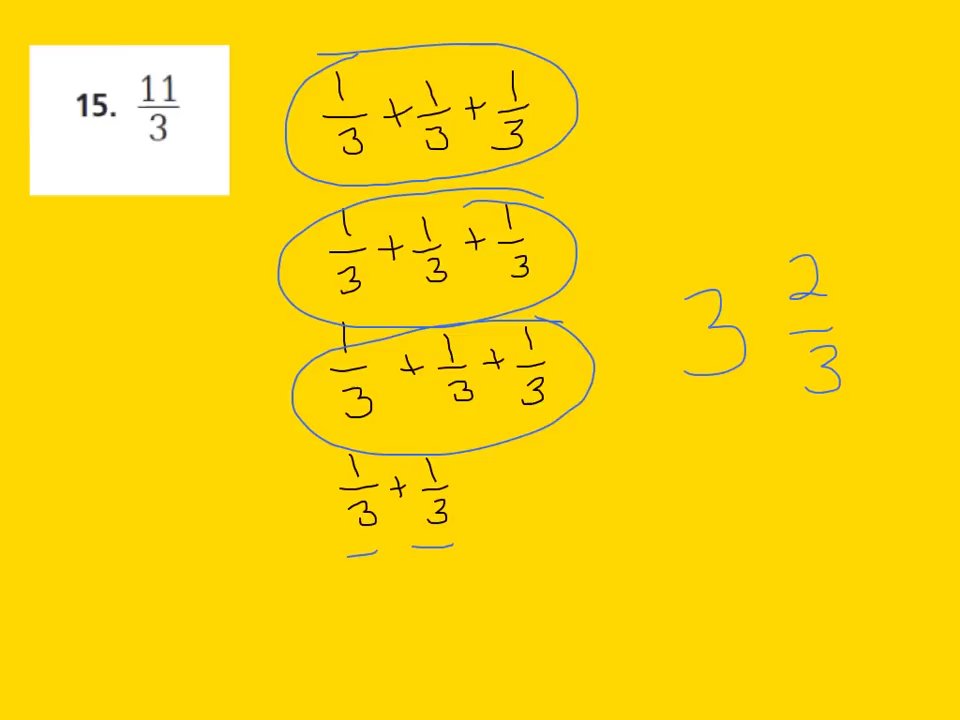 15. 11/3
1/3 + 1/3 + 1/3
1/3 + 1/3 + 1/3
1/3 + 1/3 + 1/3
1/3 + 1/3
3 2/3